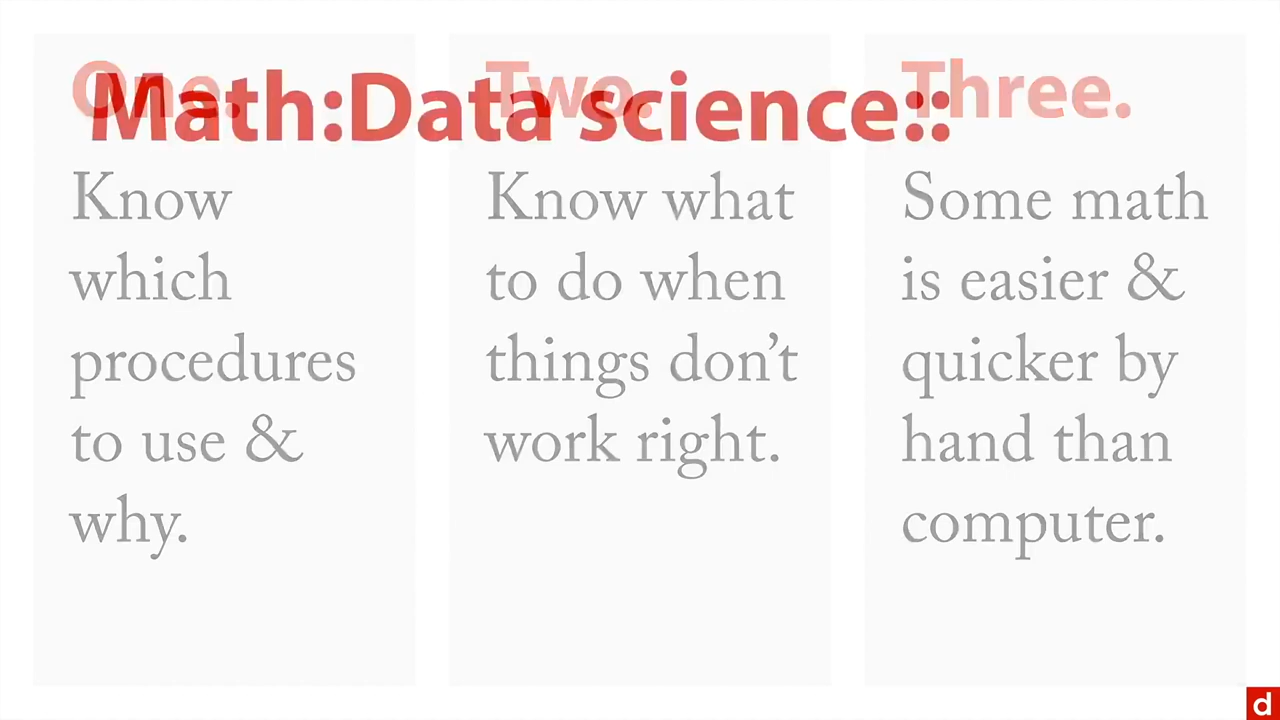 Math:Data science::
One.
Know
which
procedures
to use &
why.
Two.
Know what
to do when
things don’t
work right.
Three.
Some math
is easier &
quicker by
hand than
computer.
d